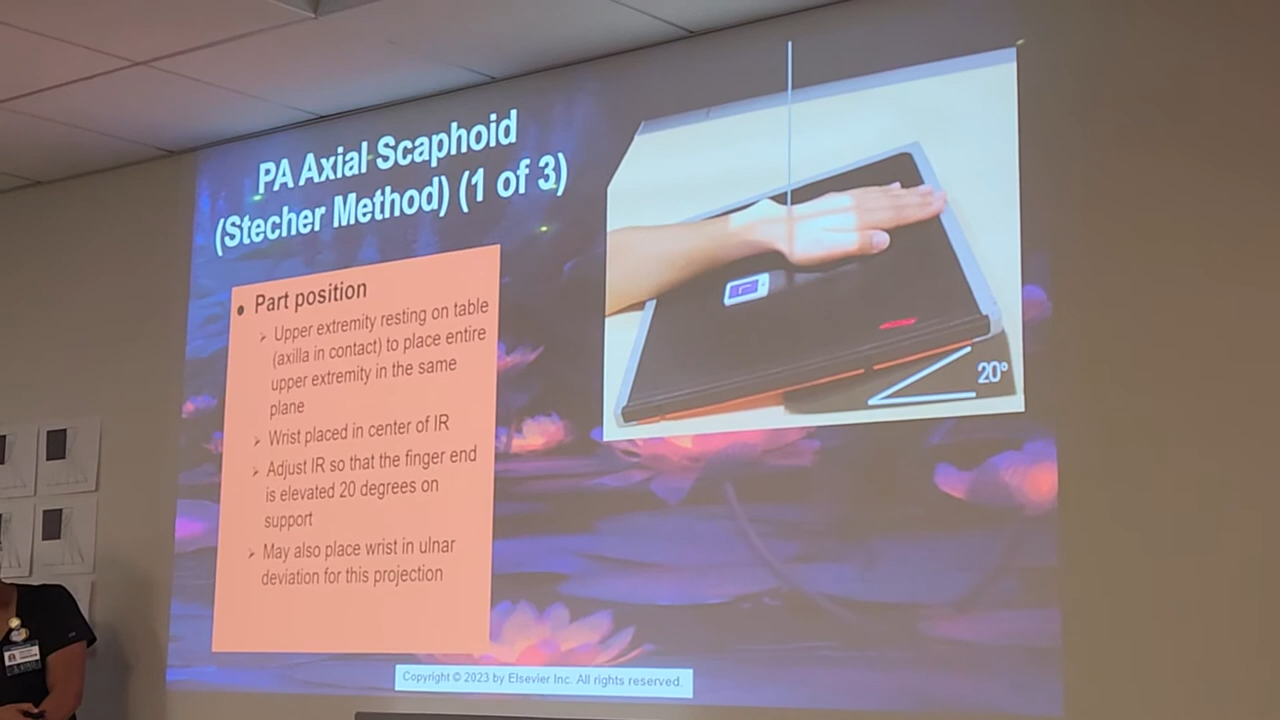 PA Axial Scaphoid
(Stecher Method) (1 of 3)
• Part position
➢ Upper extremity resting on table
(axilla in contact) to place entire
upper extremity in the same
plane
➢ Wrist placed in center of IR
➢ Adjust IR so that the finger end
is elevated 20 degrees on
support
➢ May also place wrist in ulnar
deviation for this projection
20°
Copyright © 2023 by Elsevier Inc. All rights reserved.